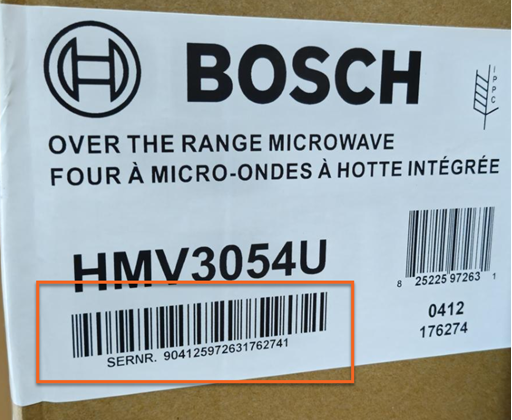 BOSCH
IPPC
OVER THE RANGE MICROWAVE
FOUR À MICRO-ONDES À HOTTE INTÉGRÉE
HMV3054U
SERNR. 904125972631762741
8 25225 97263 1
0412
176274